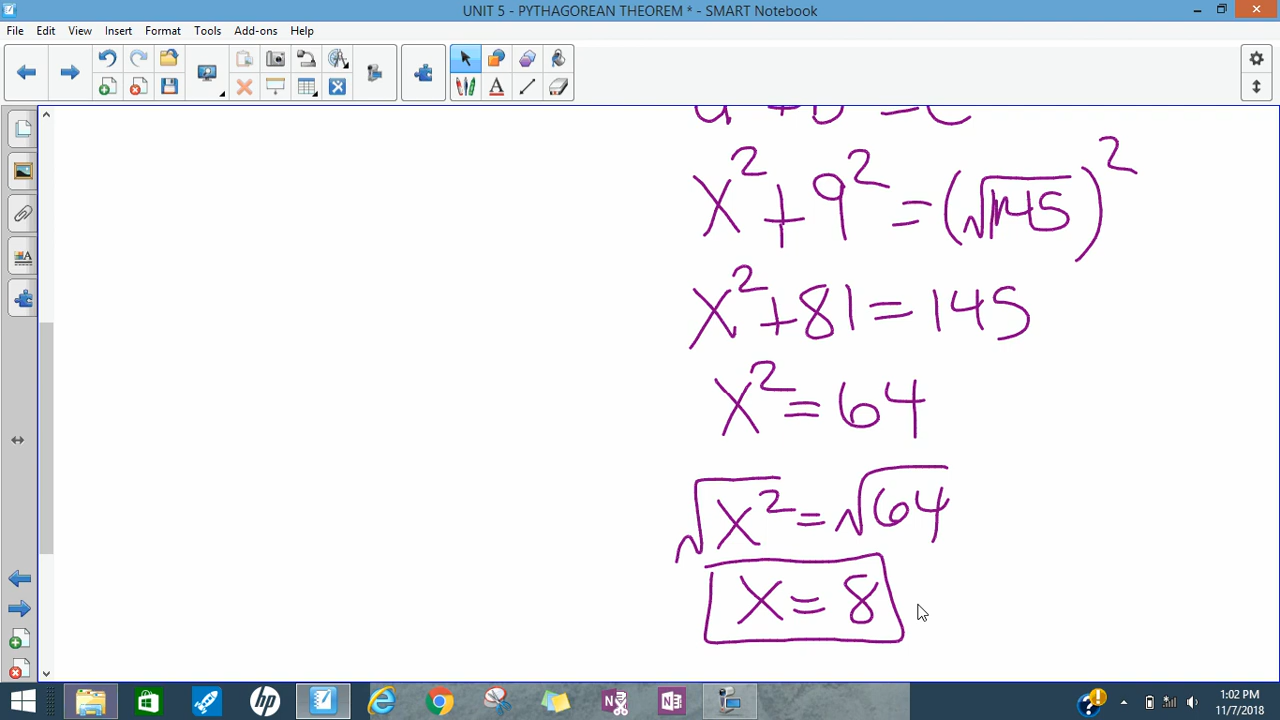 UNIT 5 - PYTHAGOREAN THEOREM * - SMART Notebook
File Edit View Insert Format Tools Add-ons Help
x² + 9² = (√145)²
x² + 81 = 145
x² = 64
√x² = √64
x = 8
1:02 PM
11/7/2018